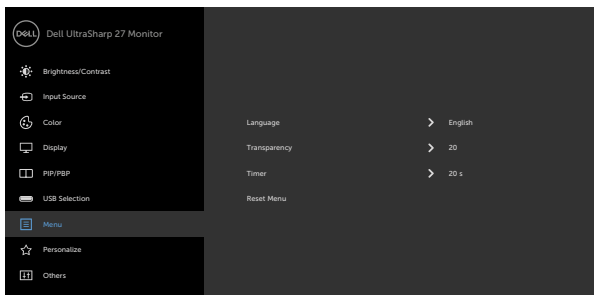 DELL Dell UltraSharp 27 Monitor
Brightness/Contrast
Input Source
Color
Language English
Display
Transparency 20
PIP/PBP
Timer 20 s
USB Selection
Reset Menu
Menu
Personalize
Others